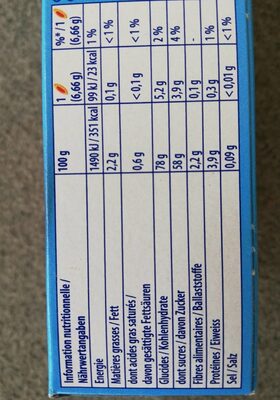 Information nutritionnelle / Nährwertangaben 100 g 1 (6,66 g) %* / 1 (6,66 g)
Energie 1490 kJ / 351 kcal 99 kJ / 23 kcal 1 %
Matières grasses / Fett 2,2 g 0,1 g < 1 %
dont acides gras saturés / davon gesättigte Fettsäuren 0,6 g < 0,1 g < 1 %
Glucides / Kohlenhydrate 78 g 5,2 g 2 %
dont sucres / davon Zucker 58 g 3,9 g 4 %
Fibres alimentaires / Ballaststoffe 2,2 g 0,1 g -
Protéines / Eiweiss 3,9 g 0,3 g 1 %
Sel / Salz 0,09 g < 0,01 g < 1 %